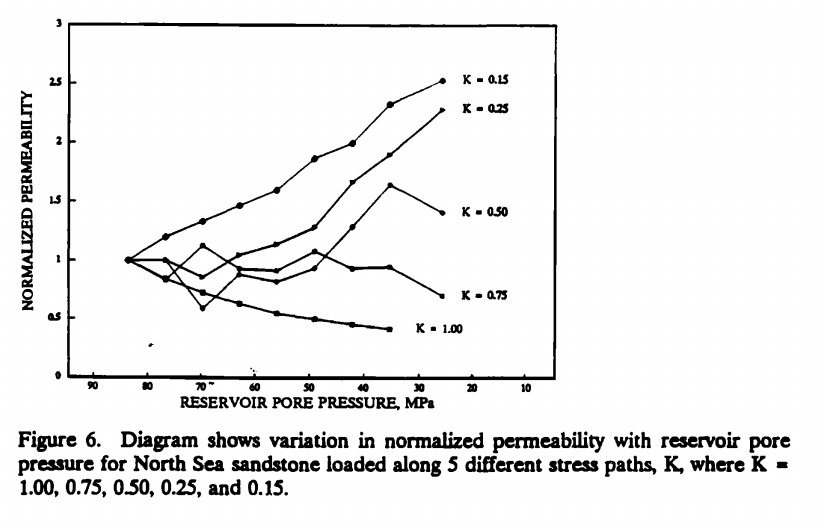 3
2.5
2
1.5
1
0.5
0
NORMALIZED PERMEABILITY
K = 0.15
K = 0.25
K = 0.50
K = 0.75
K = 1.00
90 80 70 60 50 40 30 20 10
RESERVOIR PORE PRESSURE, MPa
Figure 6. Diagram shows variation in normalized permeability with reservoir pore
pressure for North Sea sandstone loaded along 5 different stress paths, K, where K =
1.00, 0.75, 0.50, 0.25, and 0.15.